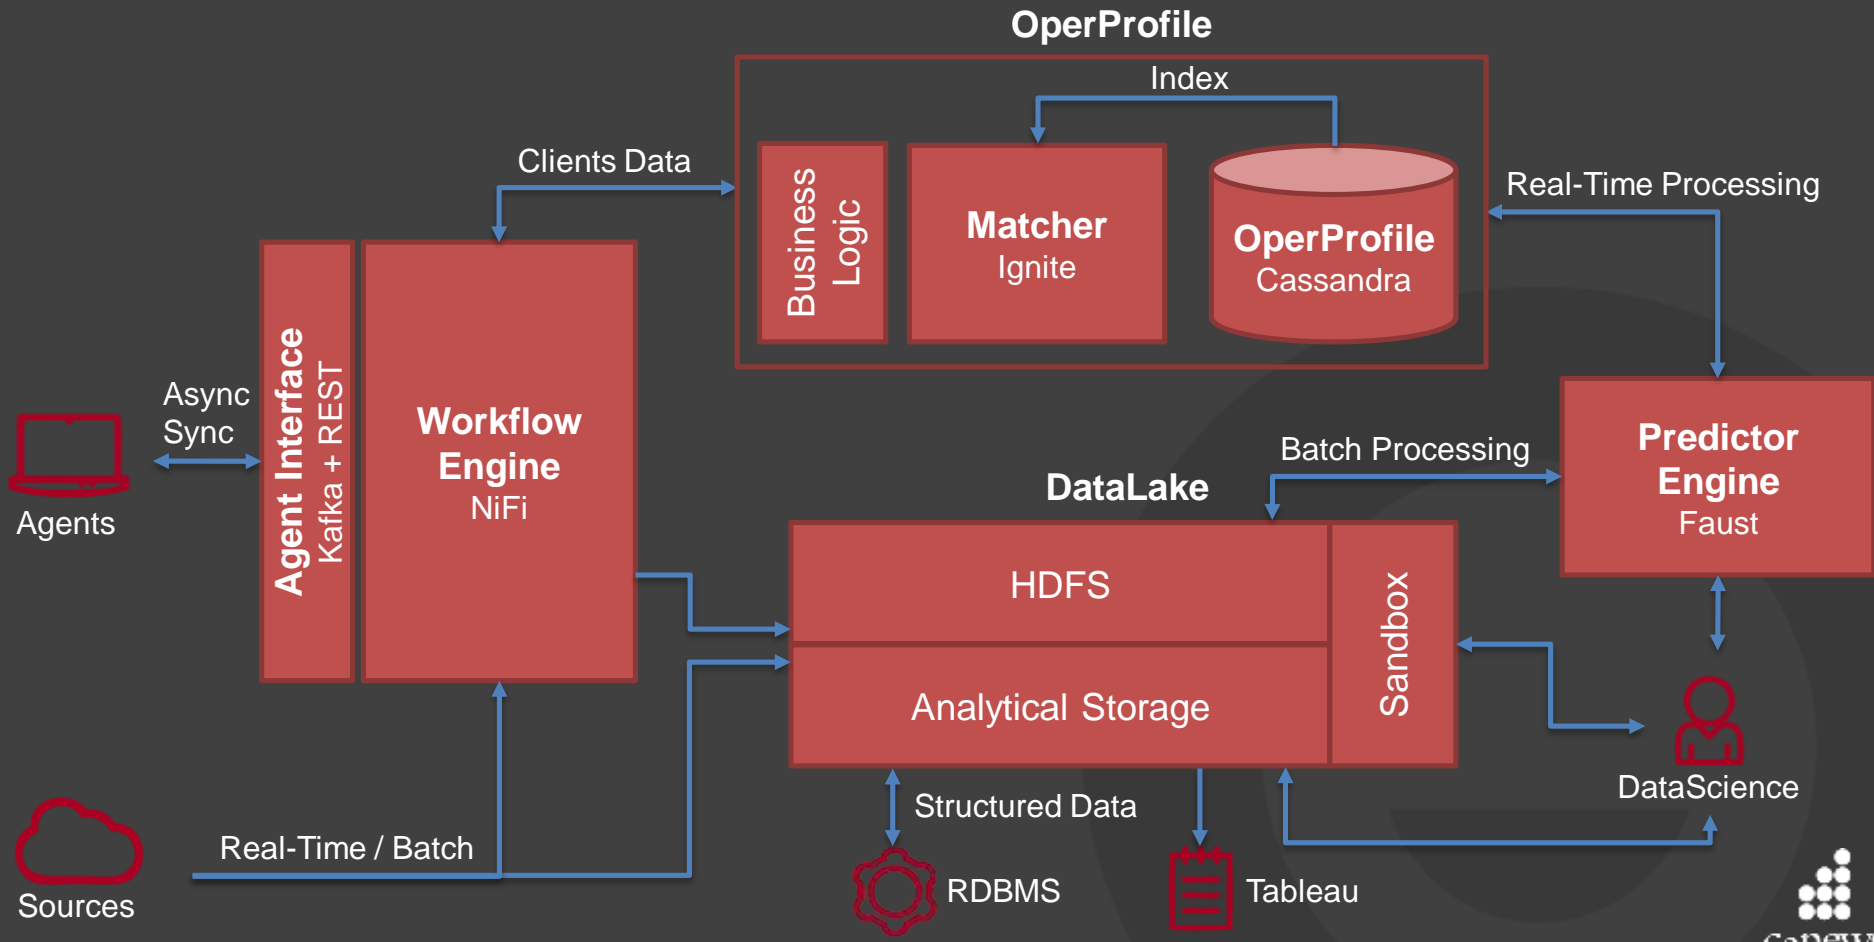 OperProfile
Index
Clients Data
Business
Logic
Matcher
Ignite
OperProfile
Cassandra
Real-Time Processing
Agent Interface
Kafka + REST
Workflow
Engine
NiFi
Async
Sync
Agents
Batch Processing
Predictor
Engine
Faust
DataLake
HDFS
Sandbox
Analytical Storage
Structured Data
DataScience
Real-Time / Batch
Sources
RDBMS
Tableau